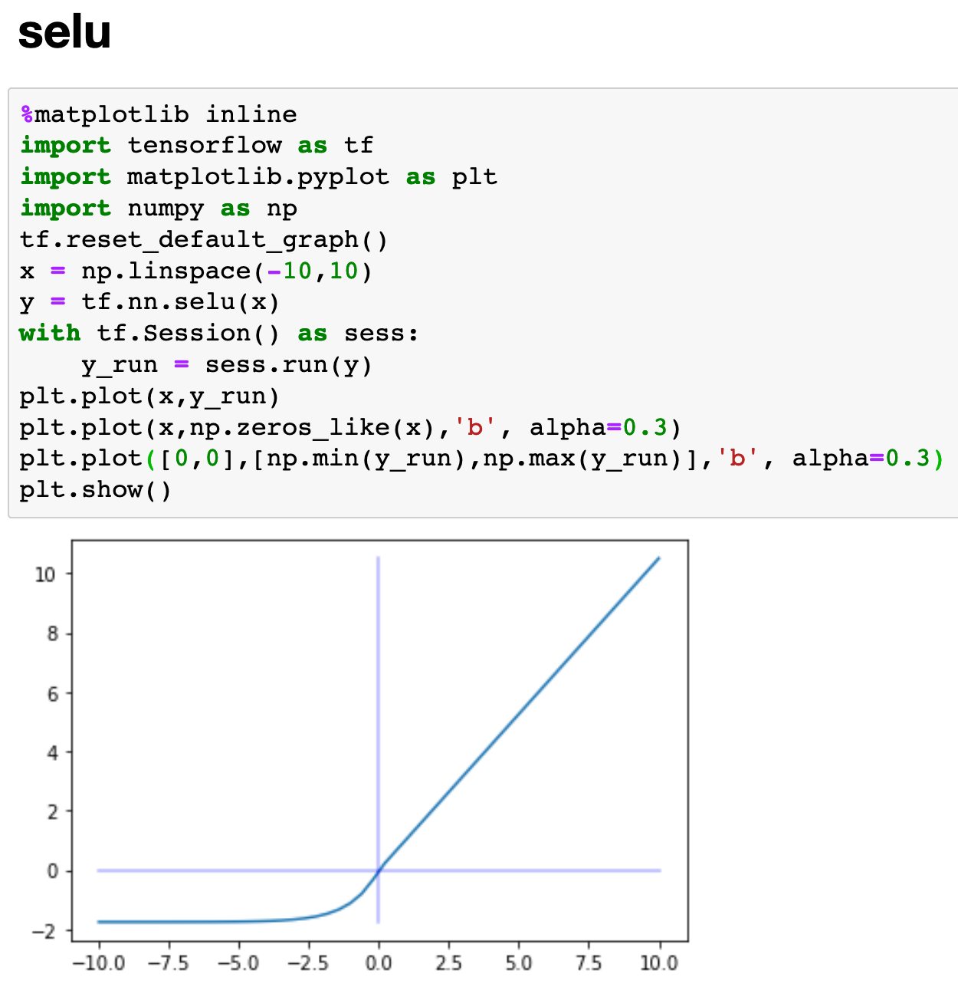 selu
%matplotlib inline
import tensorflow as tf
import matplotlib.pyplot as plt
import numpy as np
tf.reset_default_graph()
x = np.linspace(-10,10)
y = tf.nn.selu(x)
with tf.Session() as sess:
    y_run = sess.run(y)
plt.plot(x,y_run)
plt.plot(x,np.zeros_like(x),'b', alpha=0.3)
plt.plot([0,0],[np.min(y_run),np.max(y_run)],'b', alpha=0.3)
plt.show()
10
8
6
4
2
0
−2
−10.0 −7.5 −5.0 −2.5 0.0 2.5 5.0 7.5 10.0